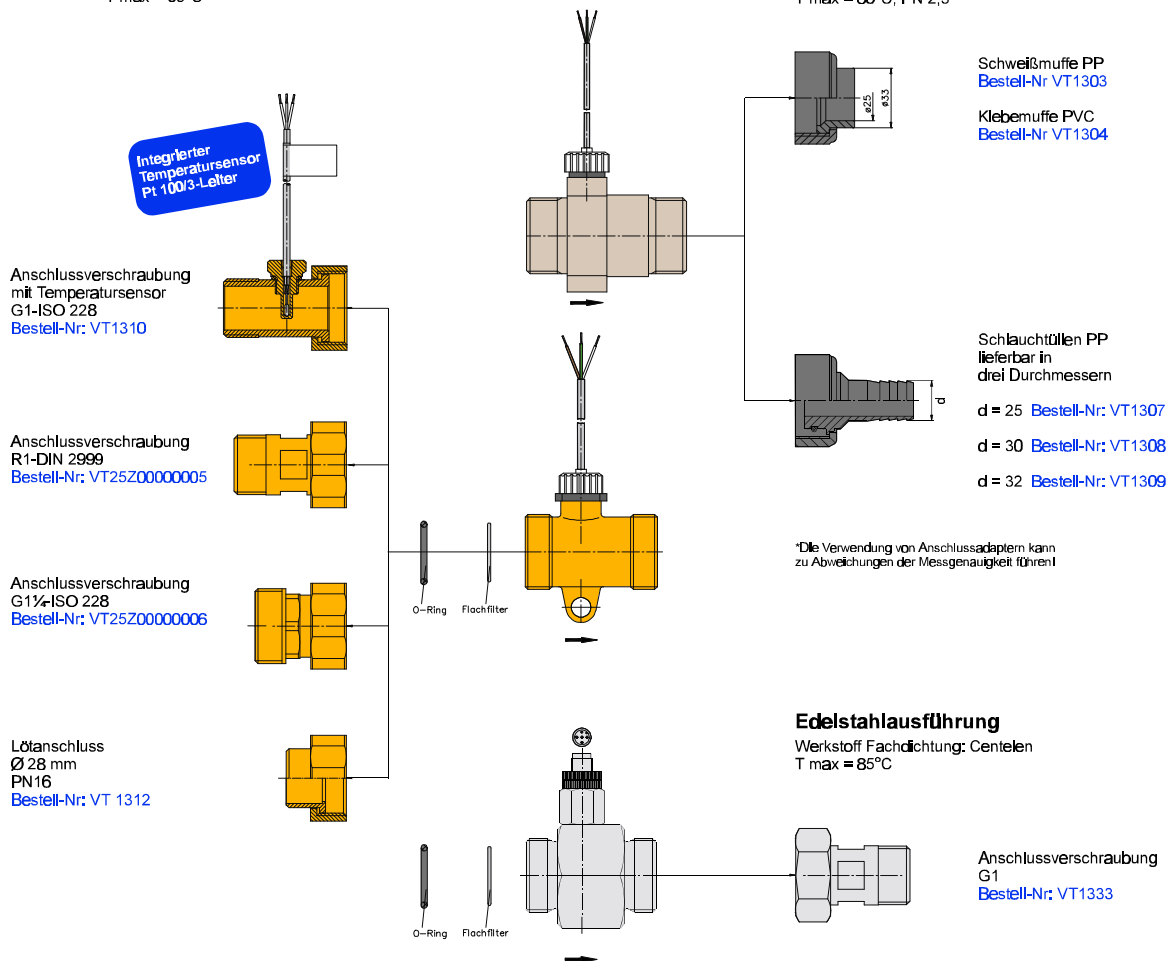 Schweißmuffe PP
Bestell-Nr VT1303
Klebemuffe PVC
Bestell-Nr VT1304
ø25
ø33
Integrierter
Temperatursensor
Pt 100/3-Leiter
Anschlussverschraubung
mit Temperatursensor
G1-ISO 228
Bestell-Nr: VT1310
Schlauchtüllen PP
lieferbar in
drei Durchmessern
d = 25 Bestell-Nr: VT1307
d = 30 Bestell-Nr: VT1308
d = 32 Bestell-Nr: VT1309
d
Anschlussverschraubung
R1-DIN 2999
Bestell-Nr: VT25Z00000005
*Die Verwendung von Anschlussadaptern kann
zu Abweichungen der Messgenauigkeit führen!
Anschlussverschraubung
G1¼-ISO 228
Bestell-Nr: VT25Z00000006
O-Ring
Flachfilter
Lötanschluss
Ø 28 mm
PN16
Bestell-Nr: VT 1312
Edelstahlausführung
Werkstoff Fachdichtung: Centelen
T max = 85°C
Anschlussverschraubung
G1
Bestell-Nr: VT1333
O-Ring
Flachfilter